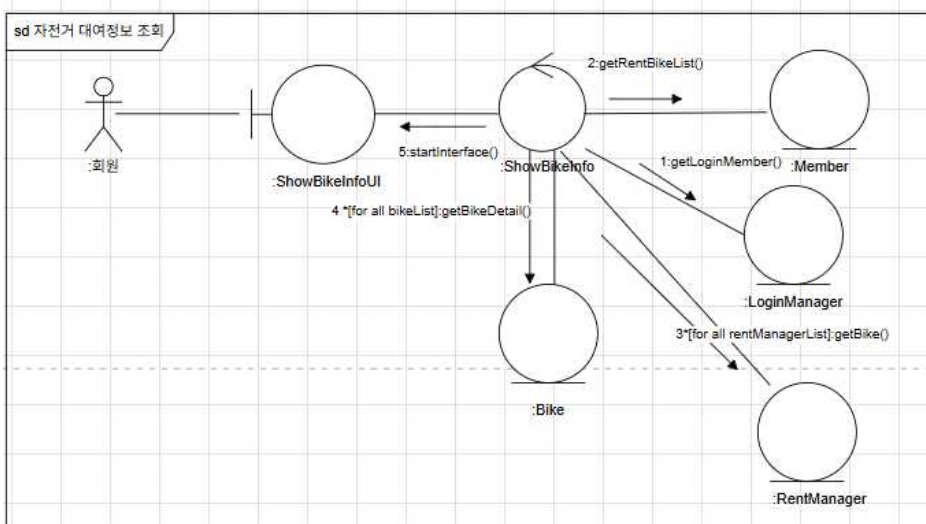 sd 자전거 대여정보 조회
2:getRentBikeList()
:회원
5:startInterface()
:ShowBikeInfoUI
:ShowBikeInfo
1:getLoginMember()
:Member
4 *[for all bikeList]:getBikeDetail()
:LoginManager
3*[for all rentManagerList]:getBike()
:Bike
:RentManager